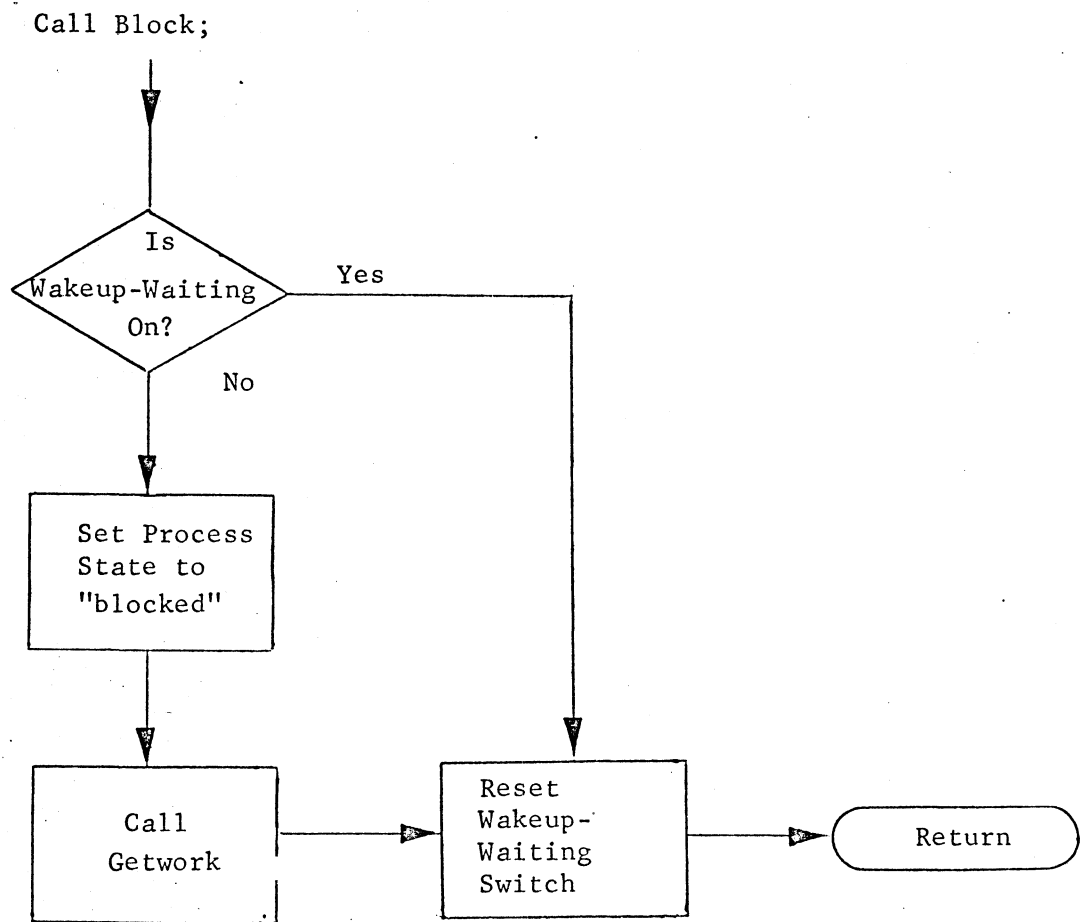 Call Block;
Is
Wakeup-Waiting
On?
Yes
No
Set Process
State to
"blocked"
Call
Getwork
Reset
Wakeup-
Waiting
Switch
Return